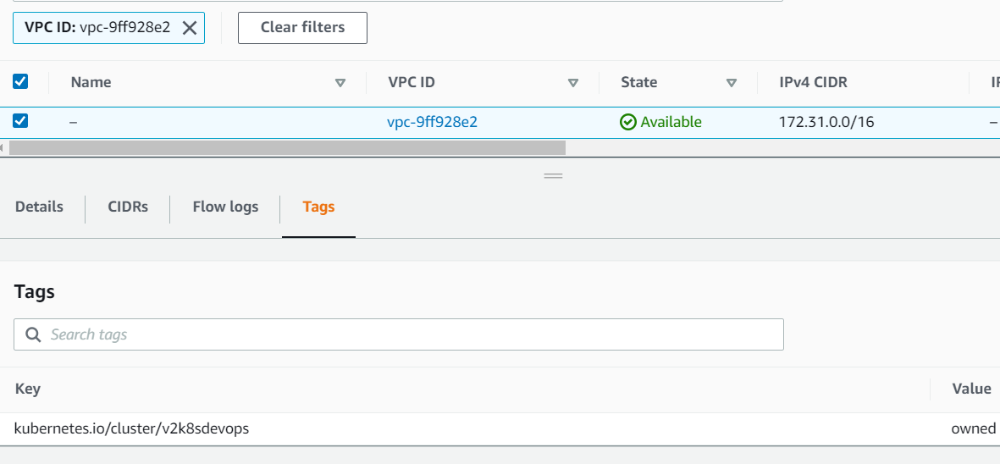 VPC ID: vpc-9ff928e2 Clear filters
Name VPC ID State IPv4 CIDR
– vpc-9ff928e2 Available 172.31.0.0/16 –
Details CIDRs Flow logs Tags
Tags
Search tags
Key Value
kubernetes.io/cluster/v2k8sdevops owned